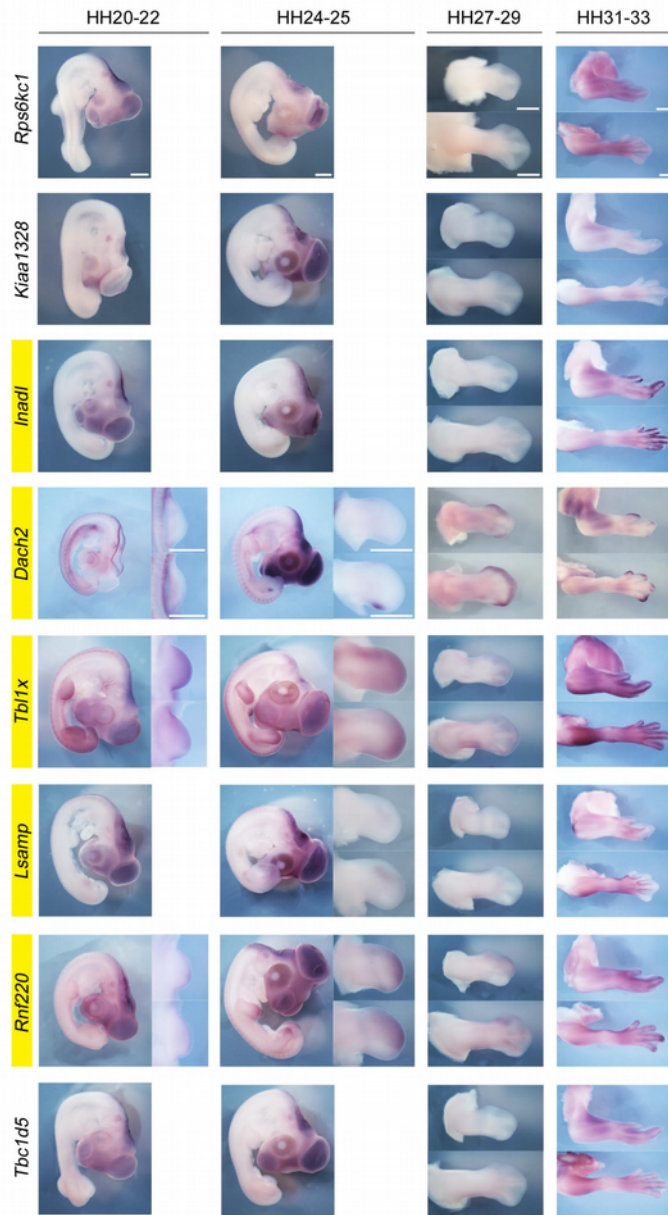 HH20-22 HH24-25 HH27-29 HH31-33
Rps6kc1
Kiaa1328
Inadl
Dach2
Tbl1x
Lsamp
Rnf220
Tbc1d5